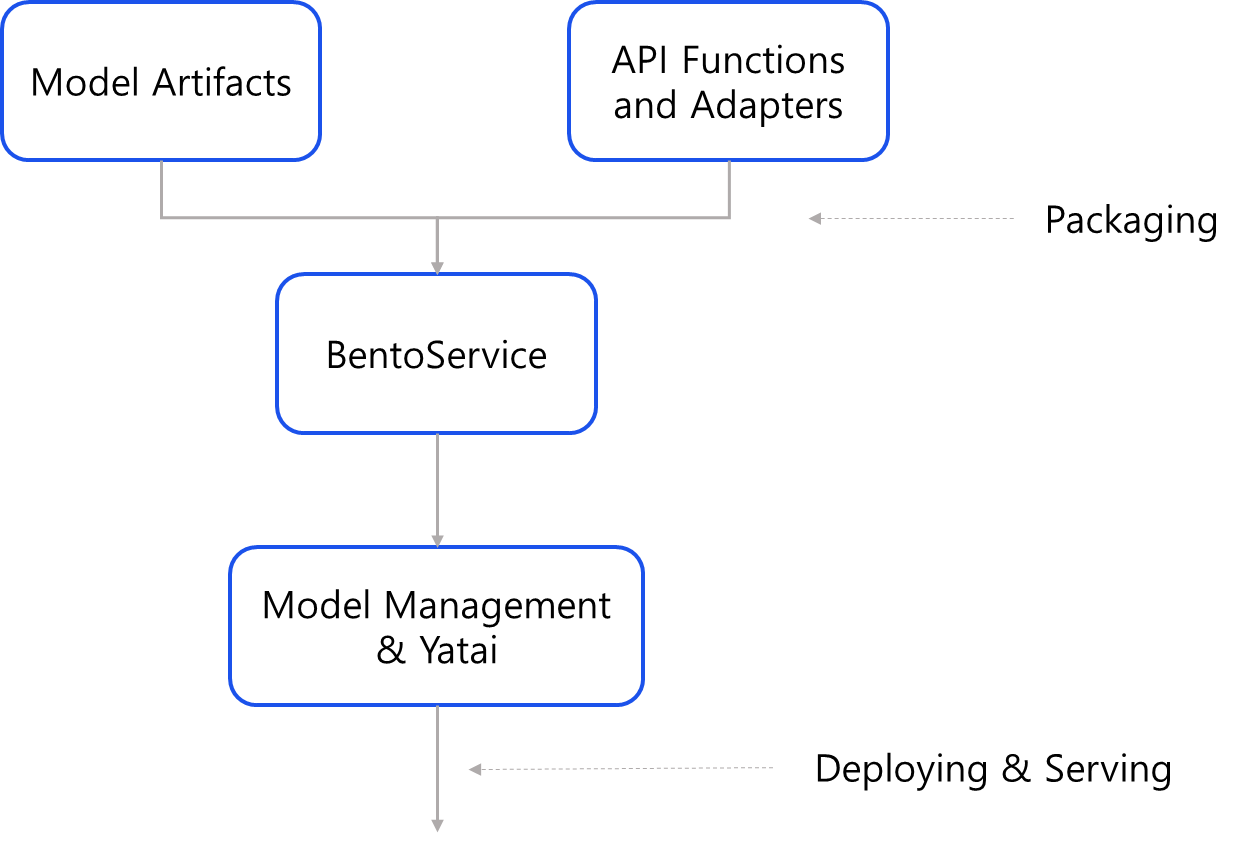 Model Artifacts
API Functions
and Adapters
Packaging
BentoService
Model Management
& Yatai
Deploying & Serving